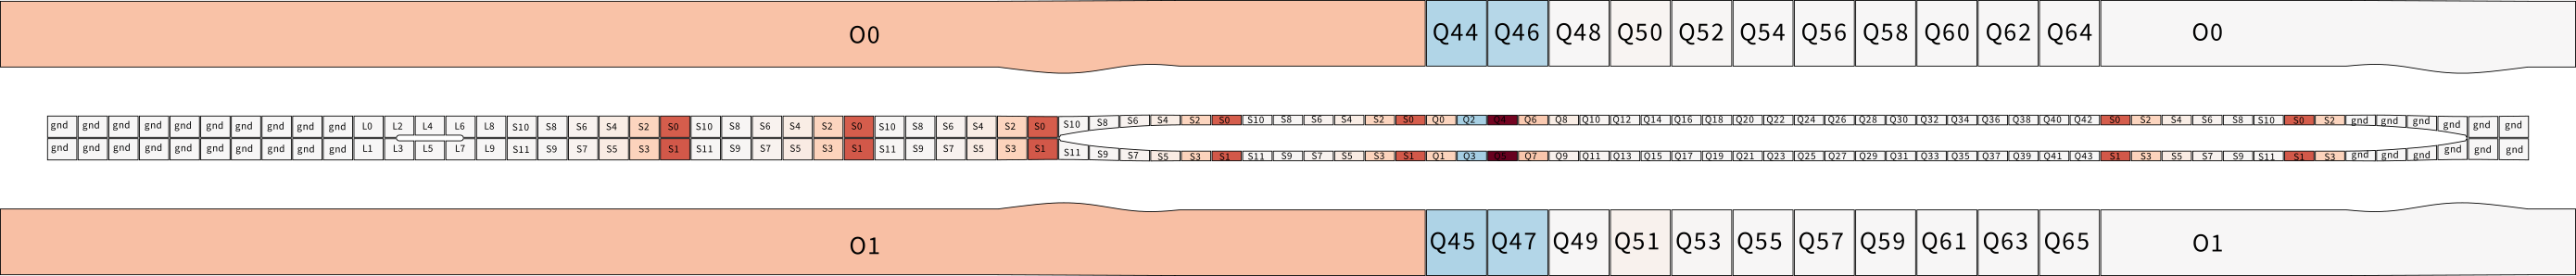 O0 Q44 Q46 Q48 Q50 Q52 Q54 Q56 Q58 Q60 Q62 Q64 O0
gnd gnd gnd gnd gnd gnd gnd gnd gnd gnd L0 L2 L4 L6 L8 S10 S8 S6 S4 S2 S0 S10 S8 S6 S4 S2 S0 S10 S8 S6 S4 S2 S0 S10 S8 S6 S4 S2 S0 S10 S8 S6 S4 S2 S0 Q0 Q2 Q4 Q6 Q8 Q10 Q12 Q14 Q16 Q18 Q20 Q22 Q24 Q26 Q28 Q30 Q32 Q34 Q36 Q38 Q40 Q42 S0 S2 S4 S6 S8 S10 S0 S2 gnd gnd gnd gnd gnd gnd
gnd gnd gnd gnd gnd gnd gnd gnd gnd gnd L1 L3 L5 L7 L9 S11 S9 S7 S5 S3 S1 S11 S9 S7 S5 S3 S1 S11 S9 S7 S5 S3 S1 S11 S9 S7 S5 S3 S1 S11 S9 S7 S5 S3 S1 Q1 Q3 Q5 Q7 Q9 Q11 Q13 Q15 Q17 Q19 Q21 Q23 Q25 Q27 Q29 Q31 Q33 Q35 Q37 Q39 Q41 Q43 S1 S3 S5 S7 S9 S11 S1 S3 gnd gnd gnd gnd gnd gnd
O1 Q45 Q47 Q49 Q51 Q53 Q55 Q57 Q59 Q61 Q63 Q65 O1